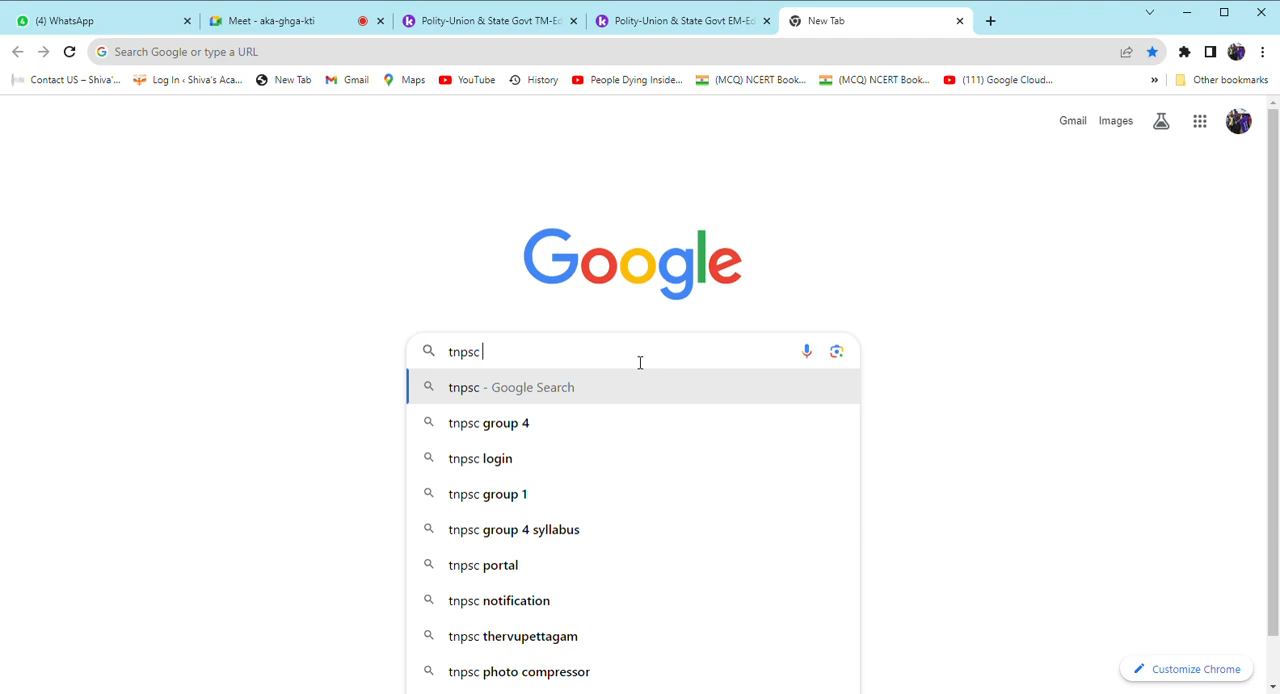 (4) WhatsApp
Meet - aka-ghga-kti
Polity-Union & State Govt TM-Ed
Polity-Union & State Govt EM-Ed
New Tab
Search Google or type a URL
Contact US – Shiva'...
Log In ‹ Shiva's Aca...
New Tab
Gmail
Maps
YouTube
History
People Dying Inside...
(MCQ) NCERT Book...
(MCQ) NCERT Book...
(111) Google Cloud...
»
Other bookmarks
Gmail
Images
Google
tnpsc
tnpsc - Google Search
tnpsc group 4
tnpsc login
tnpsc group 1
tnpsc group 4 syllabus
tnpsc portal
tnpsc notification
tnpsc thervupettagam
tnpsc photo compressor
Customize Chrome